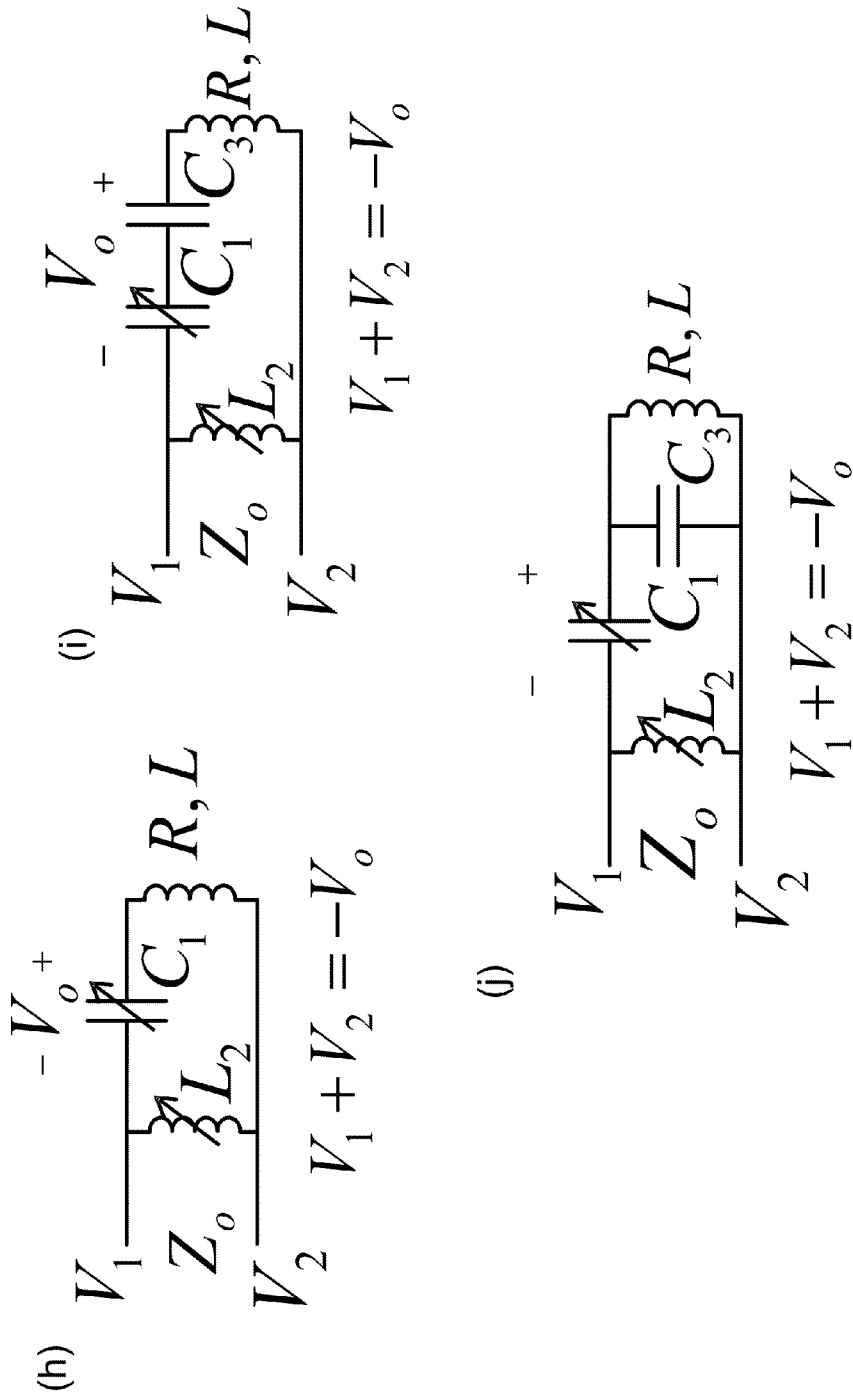 (h)
− V_o +
V_1
C_1
R, L
Z_o
L_2
V_2
V_1 + V_2 = −V_o
(i)
− V_o +
V_1
C_1
C_3
R, L
Z_o
L_2
V_2
V_1 + V_2 = −V_o
(j)
− +
V_1
C_1
C_3
R, L
Z_o
L_2
V_2
V_1 + V_2 = −V_o